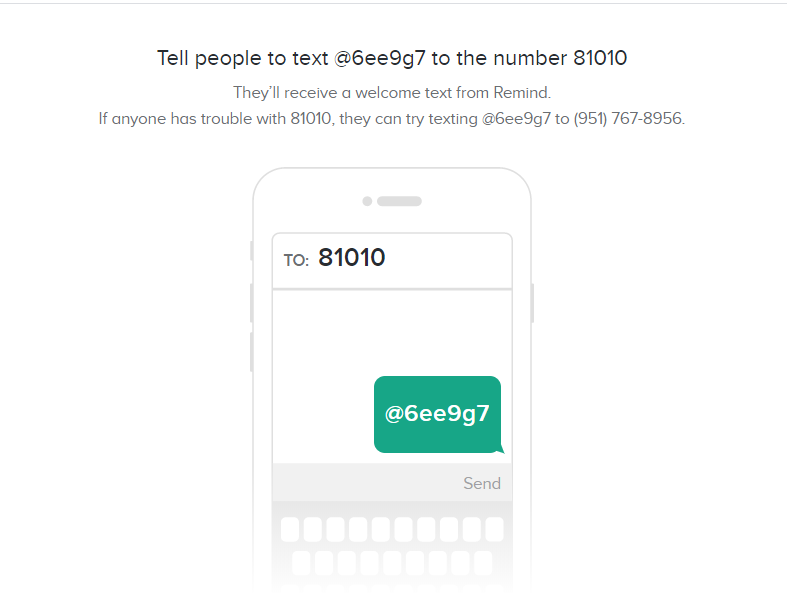 Tell people to text @6ee9g7 to the number 81010
They'll receive a welcome text from Remind.
If anyone has trouble with 81010, they can try texting @6ee9g7 to (951) 767-8956.
TO: 81010
@6ee9g7
Send